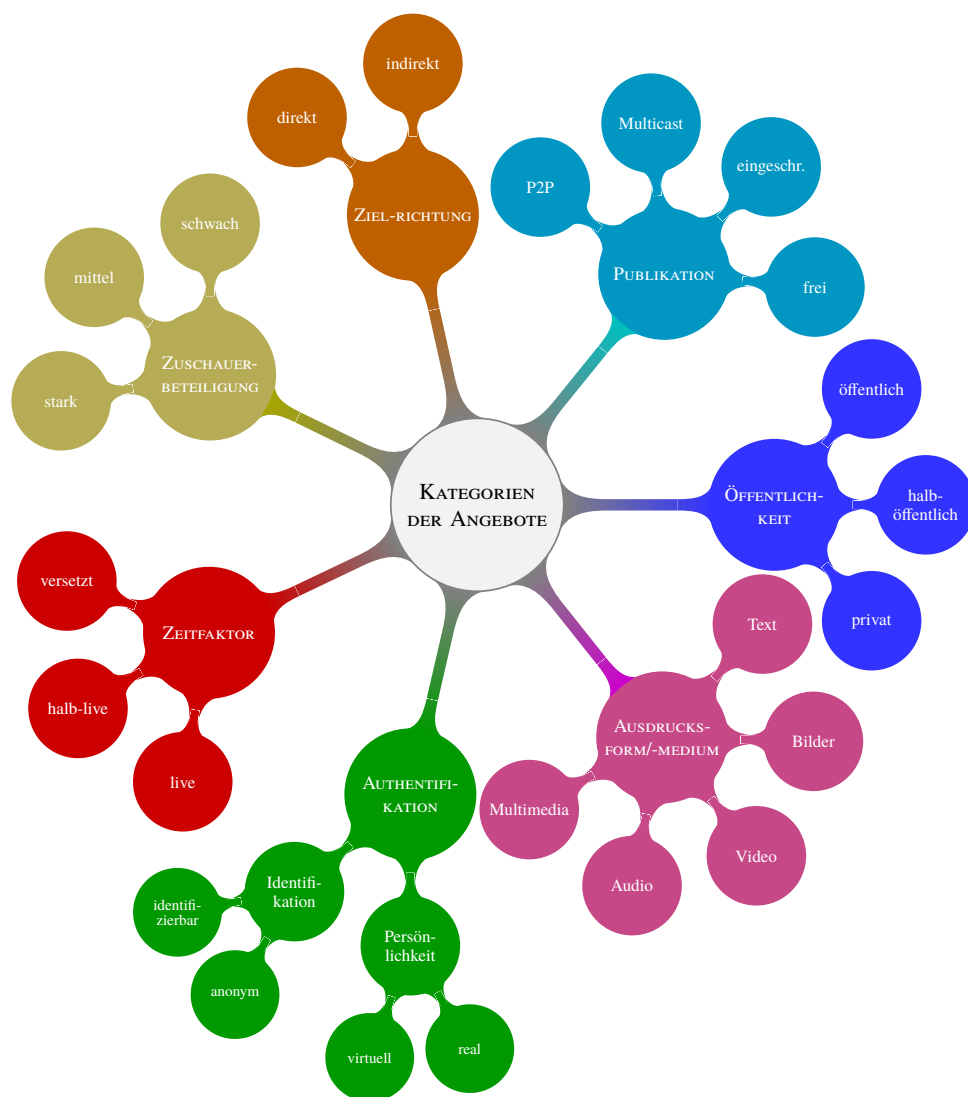 KATEGORIEN
DER ANGEBOTE
ZIEL-RICHTUNG
direkt
indirekt
PUBLIKATION
P2P
Multicast
eingeschr.
frei
ÖFFENTLICH-
KEIT
öffentlich
halb-
öffentlich
privat
AUSDRUCKS-
FORM/-MEDIUM
Text
Bilder
Video
Audio
Multimedia
AUTHENTIFI-
KATION
Identifi-
kation
identifi-
zierbar
anonym
Persön-
lichkeit
virtuell
real
ZEITFAKTOR
versetzt
halb-live
live
ZUSCHAUER-
BETEILIGUNG
schwach
mittel
stark